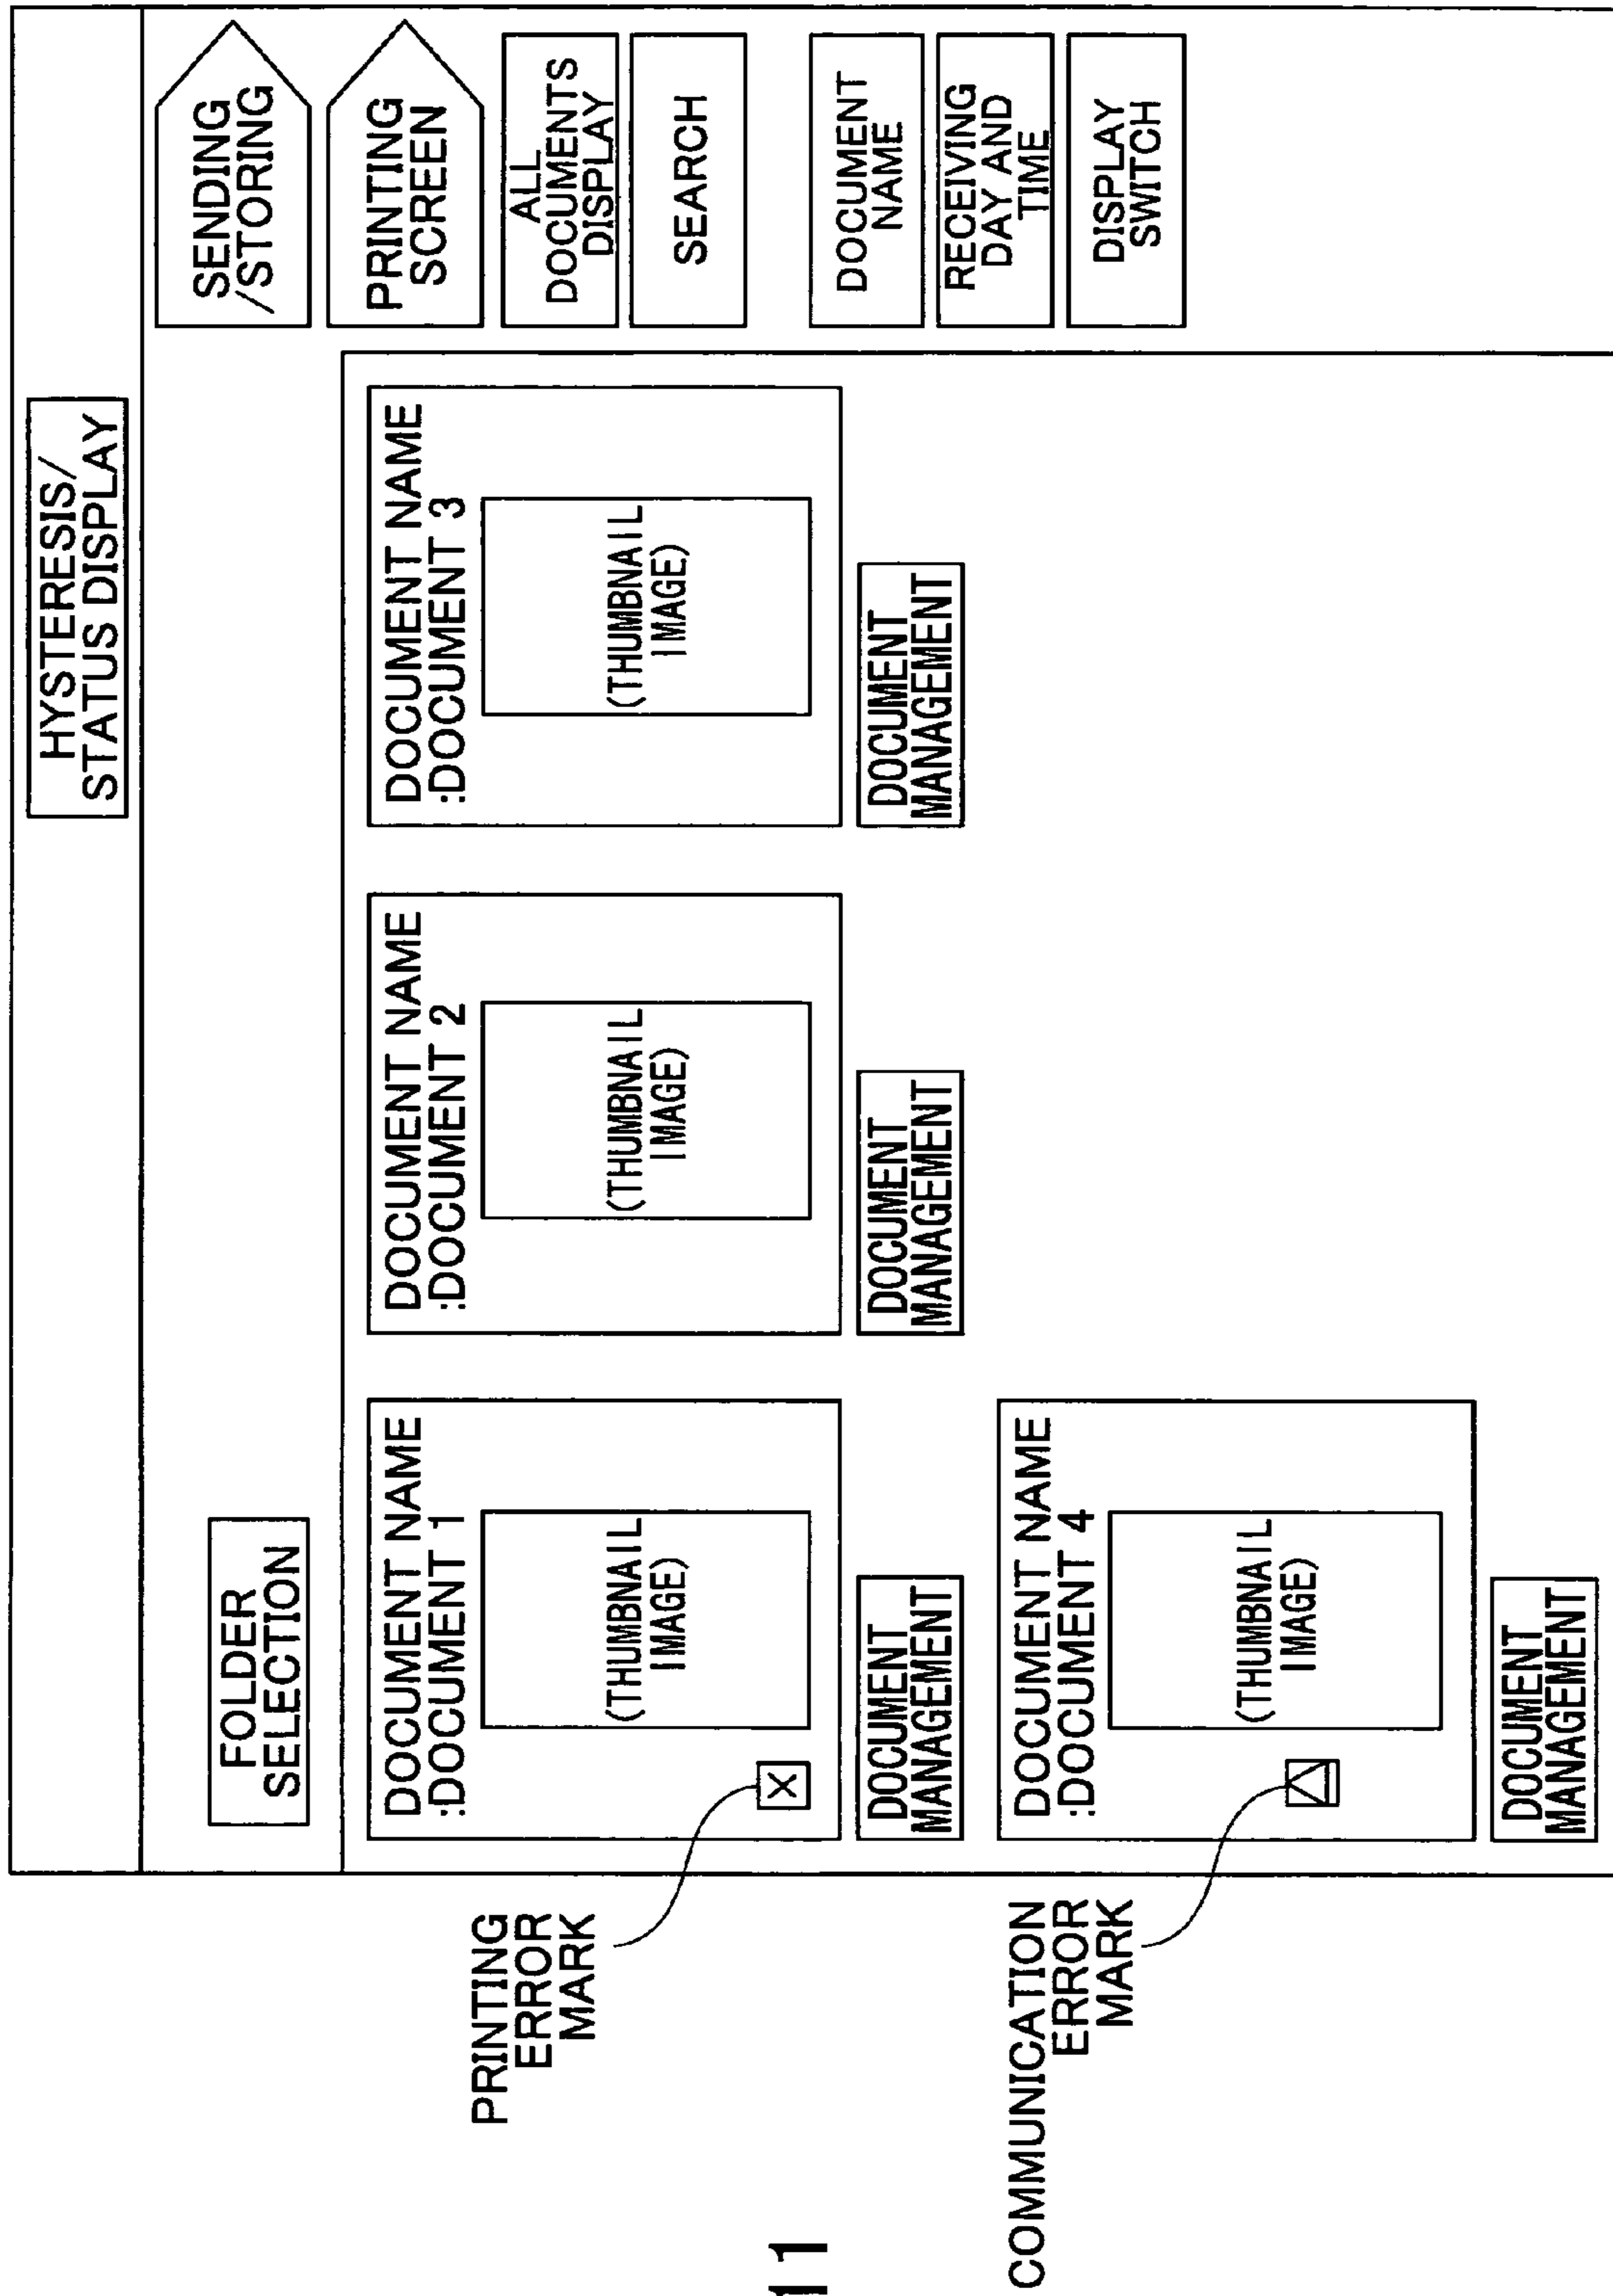 11
HYSTERESIS/
STATUS DISPLAY
FOLDER
SELECTION
SENDING
/STORING
PRINTING
SCREEN
ALL
DOCUMENTS
DISPLAY
SEARCH
DOCUMENT
NAME
RECEIVING
DAY AND
TIME
DISPLAY
SWITCH
DOCUMENT NAME
:DOCUMENT 1
(THUMBNAIL
IMAGE)
X
DOCUMENT
MANAGEMENT
DOCUMENT NAME
:DOCUMENT 2
(THUMBNAIL
IMAGE)
DOCUMENT
MANAGEMENT
DOCUMENT NAME
:DOCUMENT 3
(THUMBNAIL
IMAGE)
DOCUMENT
MANAGEMENT
DOCUMENT NAME
:DOCUMENT 4
(THUMBNAIL
IMAGE)
DOCUMENT
MANAGEMENT
PRINTING
ERROR
MARK
COMMUNICATION
ERROR
MARK